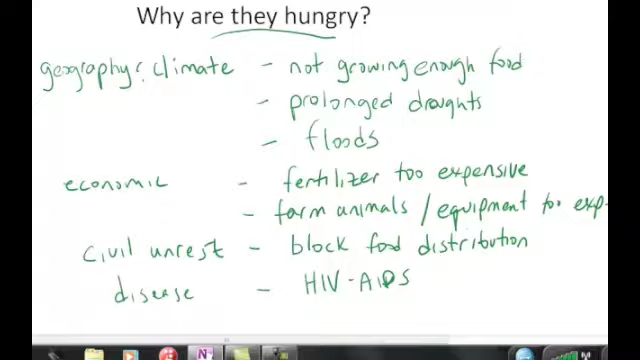 Why are they hungry?
geography & climate - not growing enough food
- prolonged droughts
- floods
economic - fertilizer too expensive
- farm animals / equipment too exp
civil unrest - block food distribution
disease - HIV-AIDS